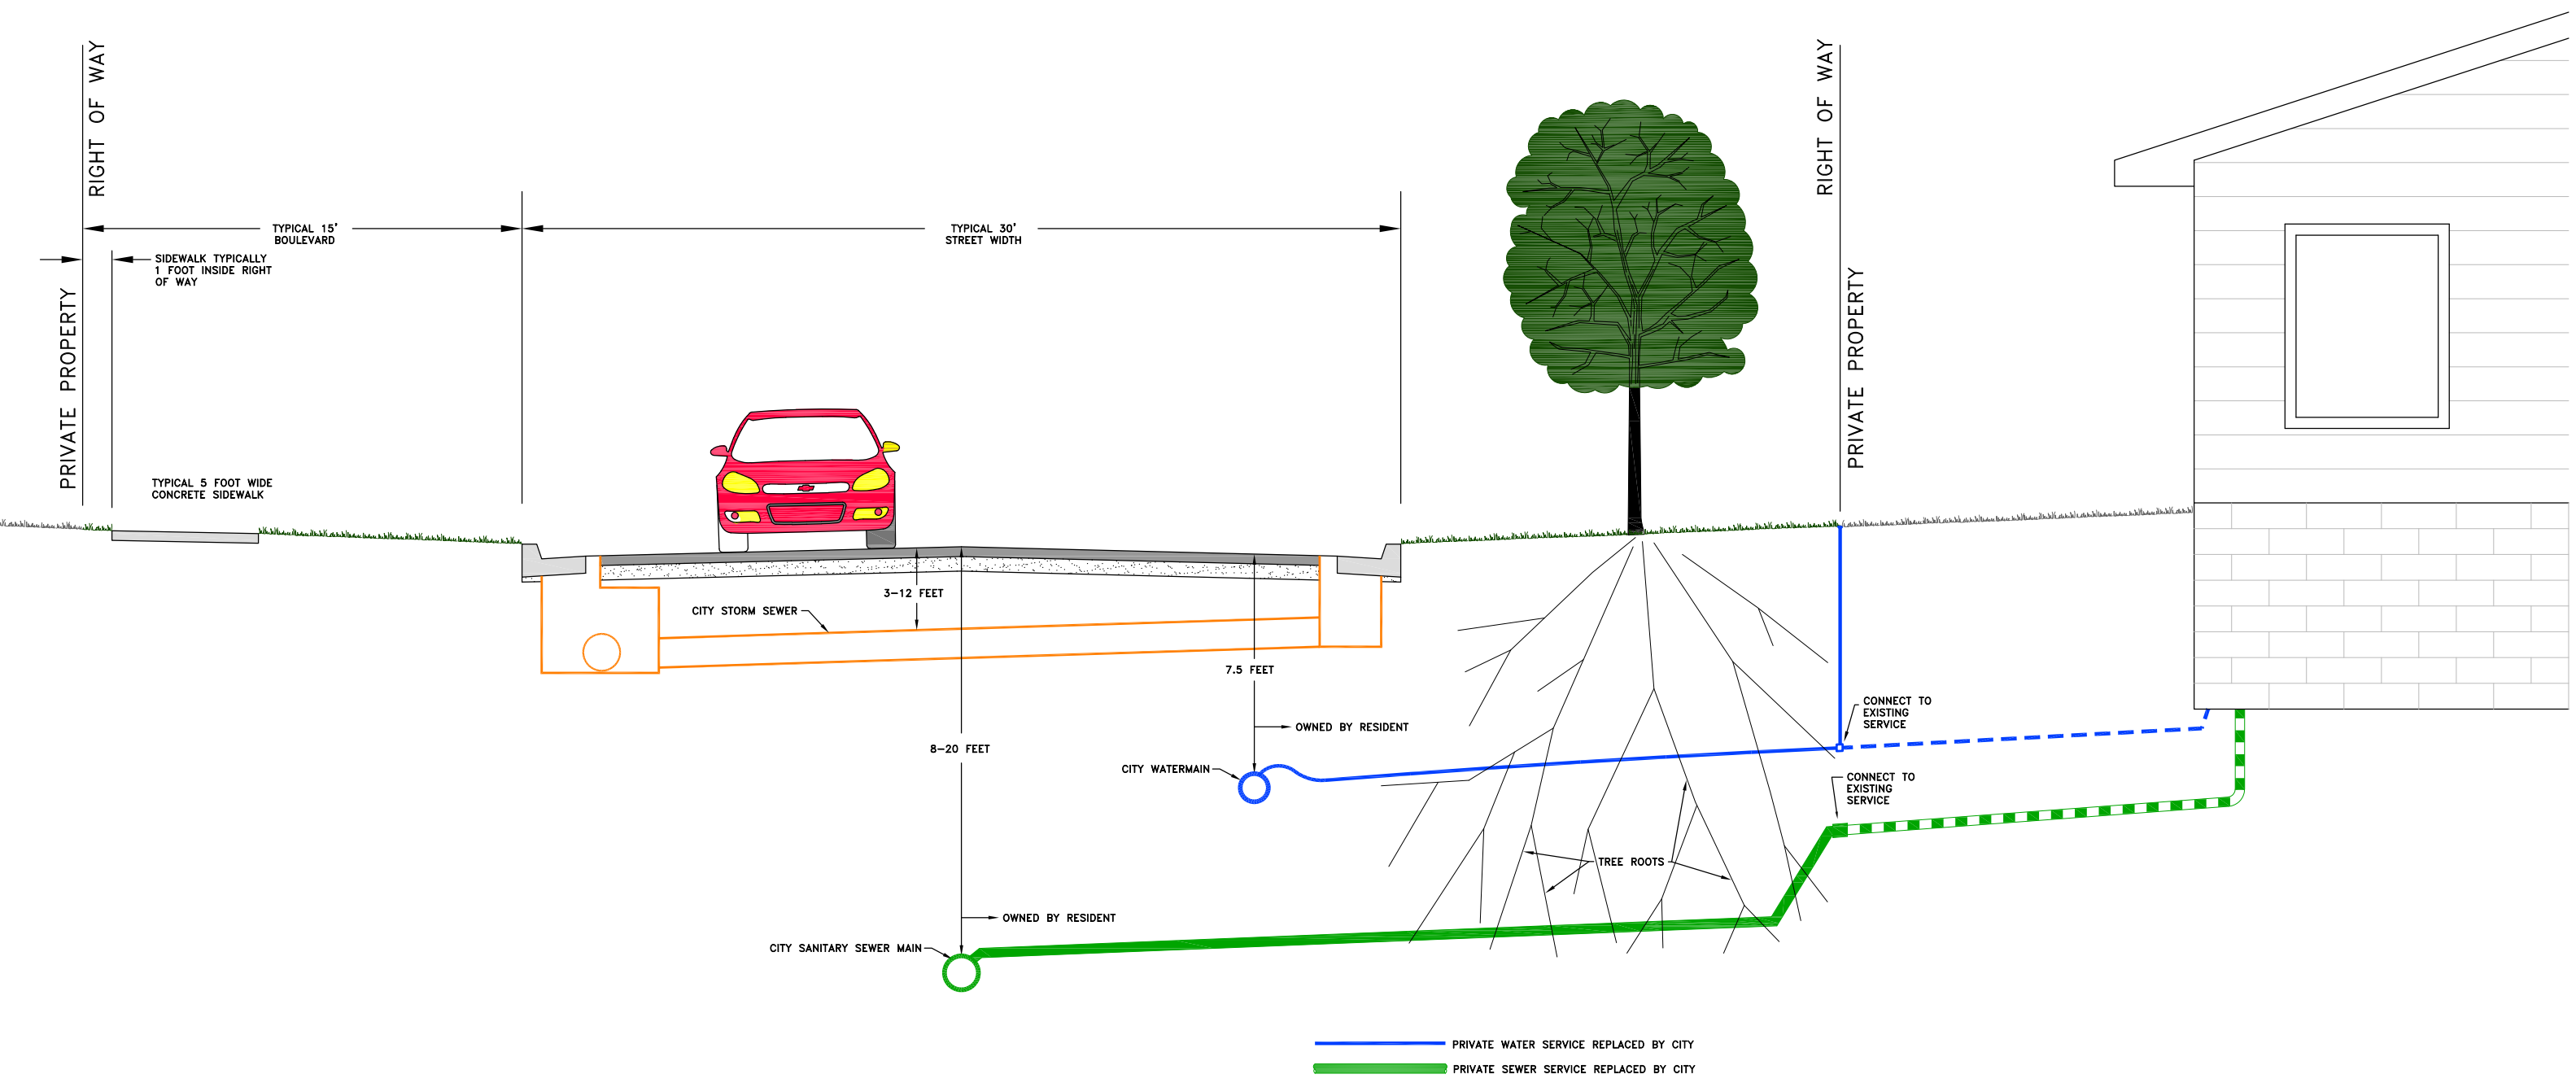 RIGHT OF WAY
PRIVATE PROPERTY
TYPICAL 15'
BOULEVARD
SIDEWALK TYPICALLY
1 FOOT INSIDE RIGHT
OF WAY
TYPICAL 5 FOOT WIDE
CONCRETE SIDEWALK
TYPICAL 30'
STREET WIDTH
RIGHT OF WAY
PRIVATE PROPERTY
3-12 FEET
CITY STORM SEWER
7.5 FEET
OWNED BY RESIDENT
8-20 FEET
CITY WATERMAIN
CONNECT TO
EXISTING
SERVICE
CONNECT TO
EXISTING
SERVICE
TREE ROOTS
OWNED BY RESIDENT
CITY SANITARY SEWER MAIN
PRIVATE WATER SERVICE REPLACED BY CITY
PRIVATE SEWER SERVICE REPLACED BY CITY